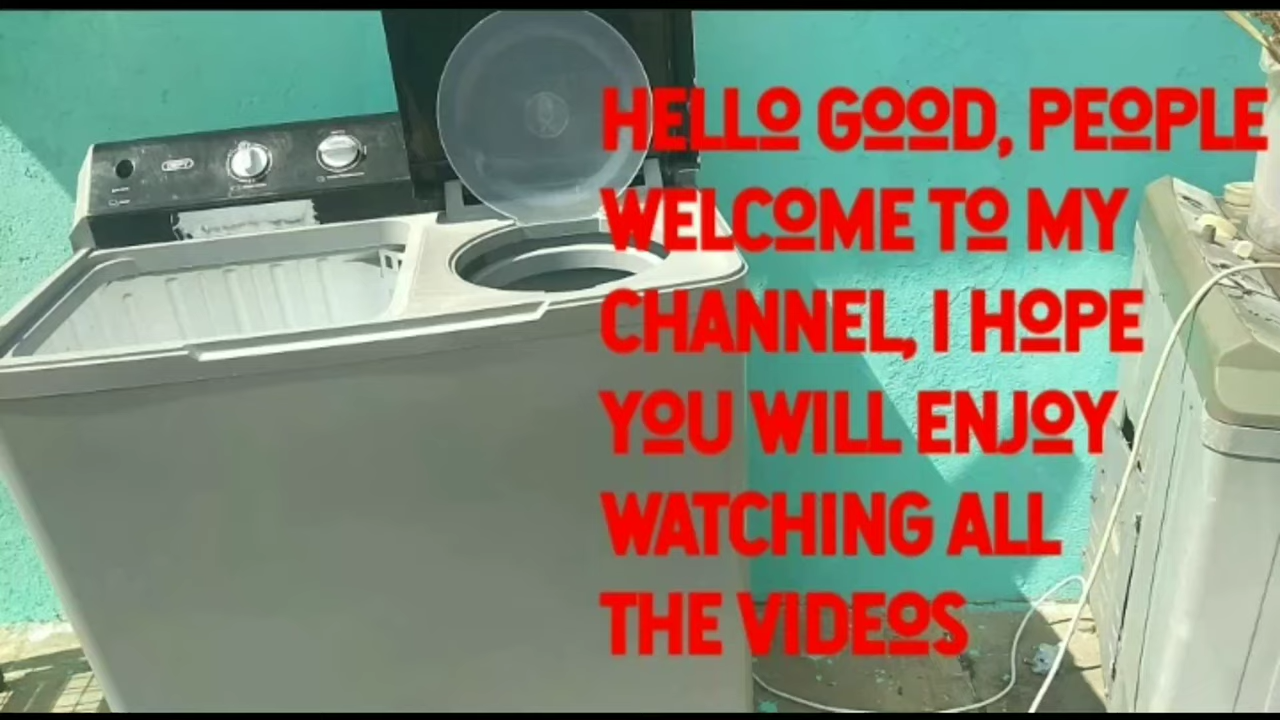 HELLO GOOD, PEOPLE
WELCOME TO MY
CHANNEL, I HOPE
YOU WILL ENJOY
WATCHING ALL
THE VIDEOS